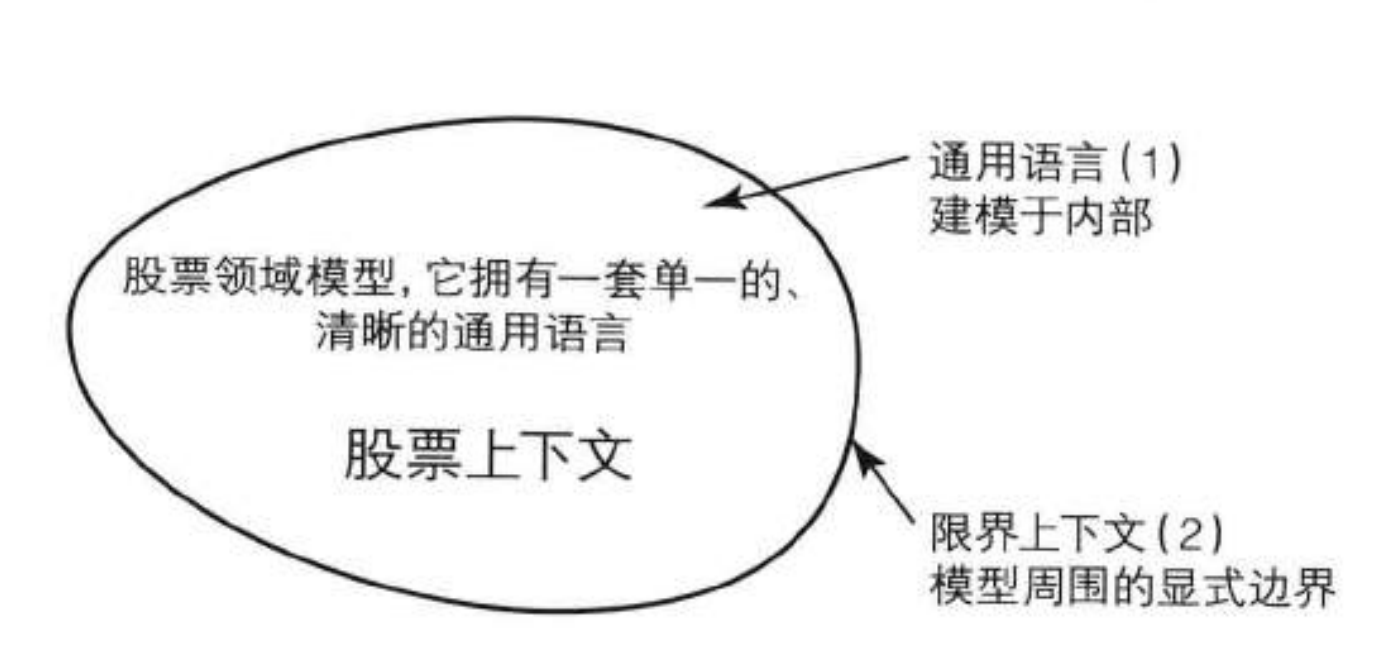 通用语言(1)
建模于内部
股票领域模型,它拥有一套单一的、
清晰的通用语言
股票上下文
限界上下文(2)
模型周围的显式边界